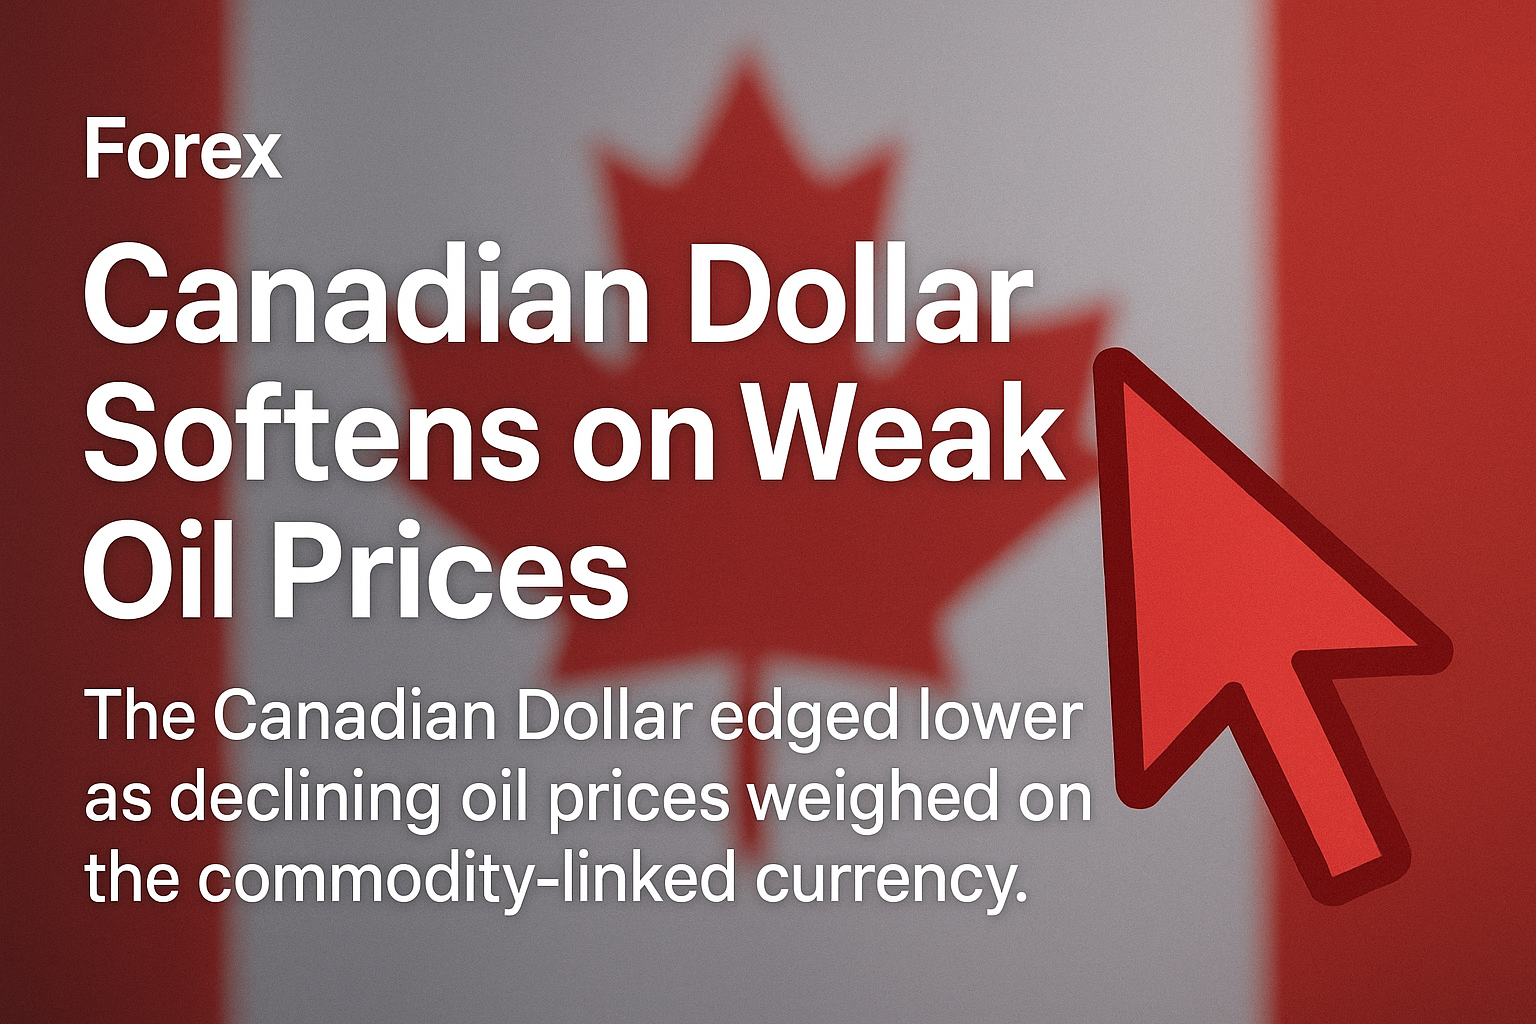 Forex
Canadian Dollar
Softens on Weak
Oil Prices
The Canadian Dollar edged lower
as declining oil prices weighed on
the commodity-linked currency.